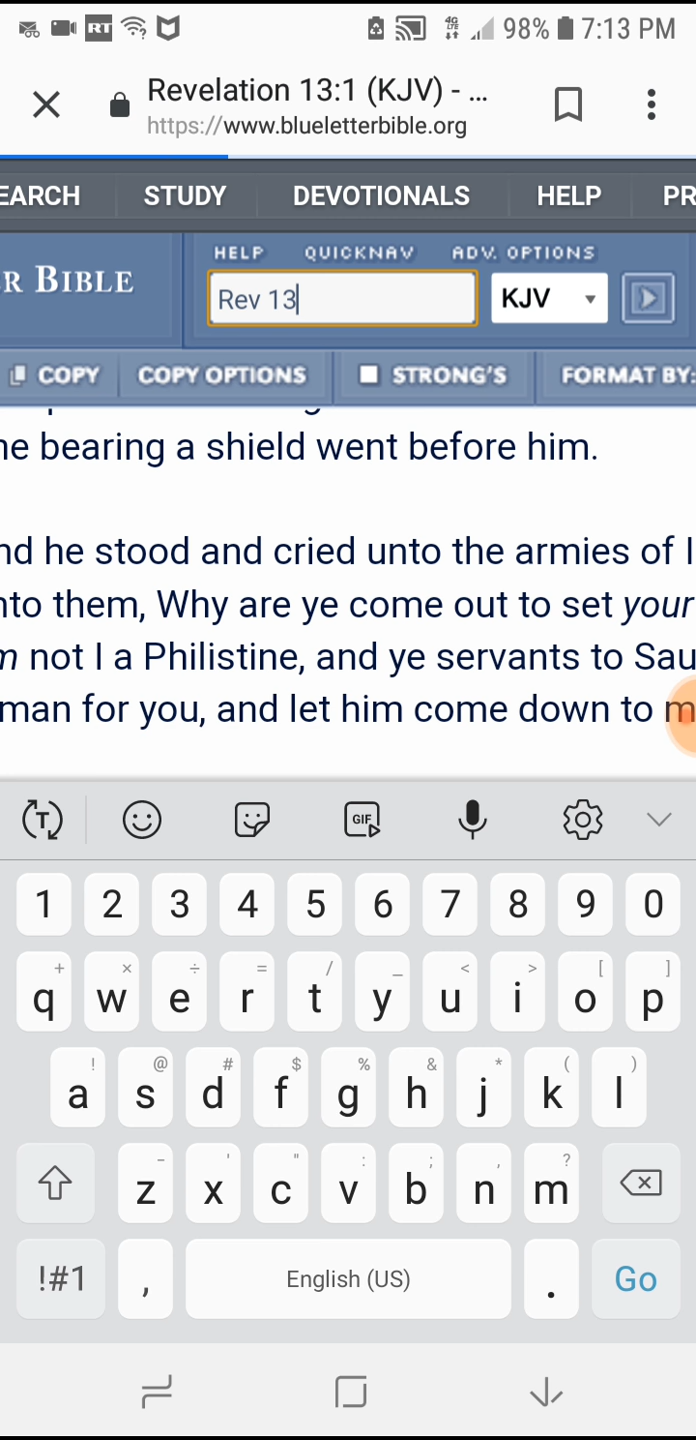 RT 4G LTE 98% 7:13 PM
Revelation 13:1 (KJV) - ...
https://www.blueletterbible.org
EARCH STUDY DEVOTIONALS HELP PR
R BIBLE
HELP QUICKNAV ADV. OPTIONS
Rev 13 KJV
COPY COPY OPTIONS STRONG'S FORMAT BY:
ne bearing a shield went before him.
nd he stood and cried unto the armies of I
nto them, Why are ye come out to set your
m not I a Philistine, and ye servants to Sau
man for you, and let him come down to m
T GIF
1 2 3 4 5 6 7 8 9 0
+ × ÷ = / _ < > [ ]
q w e r t y u i o p
! @ # $ % & * ( )
a s d f g h j k l
- ' " : ; , ?
z x c v b n m
!#1 , English (US) . Go